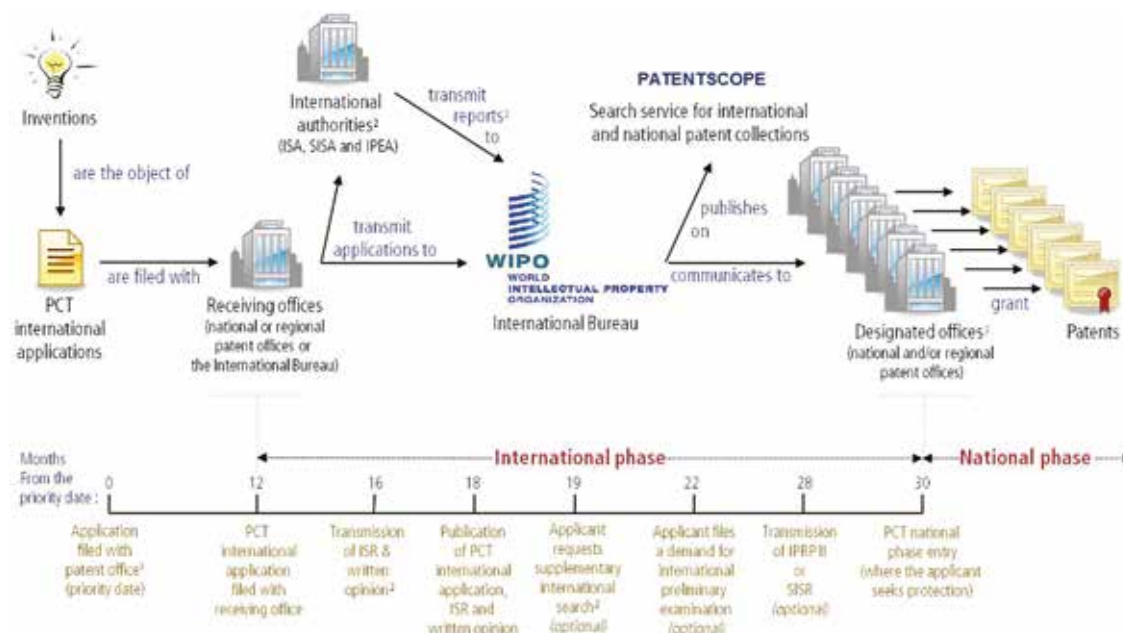 Inventions
are the object of
PCT
international
applications
are filed with
Receiving offices
(national or regional
patent offices or
the International Bureau)
International
authorities²
(ISA, SISA and IPEA)
transmit
applications to
transmit
reports²
to
WIPO
WORLD
INTELLECTUAL PROPERTY
ORGANIZATION
International Bureau
PATENTSCOPE
Search service for international
and national patent collections
publishes
on
communicates to
Designated offices
(national and/or regional
patent offices)
grant
Patents
International phase
National phase
Months
From the
priority date :
0
12
16
18
19
22
28
30
Application
filed with
patent office
(priority date)
PCT
international
application
filed with
receiving office
Transmission
of ISR &
written
opinion²
Publication
of PCT
international
application,
ISR and
written opinion
Applicant
requests
supplementary
international
search²
(optional)
Applicant files
a demand for
international
preliminary
examination
(optional)
Transmission
of IPRP II
or
SISR
(optional)
PCT national
phase entry
(where the applicant
seeks protection)